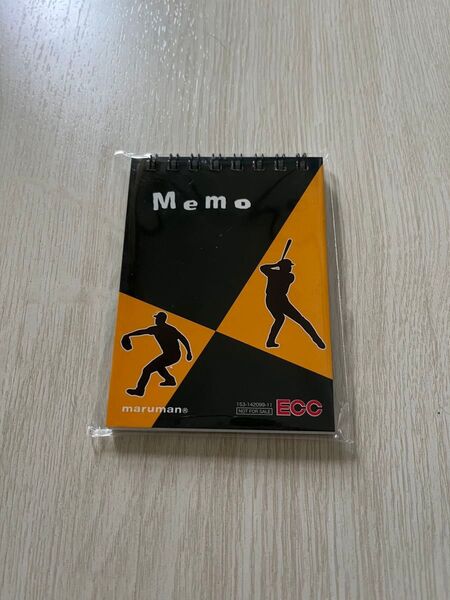 Memo
153-142099-11
maruman®
NOT FOR SALE
ECC